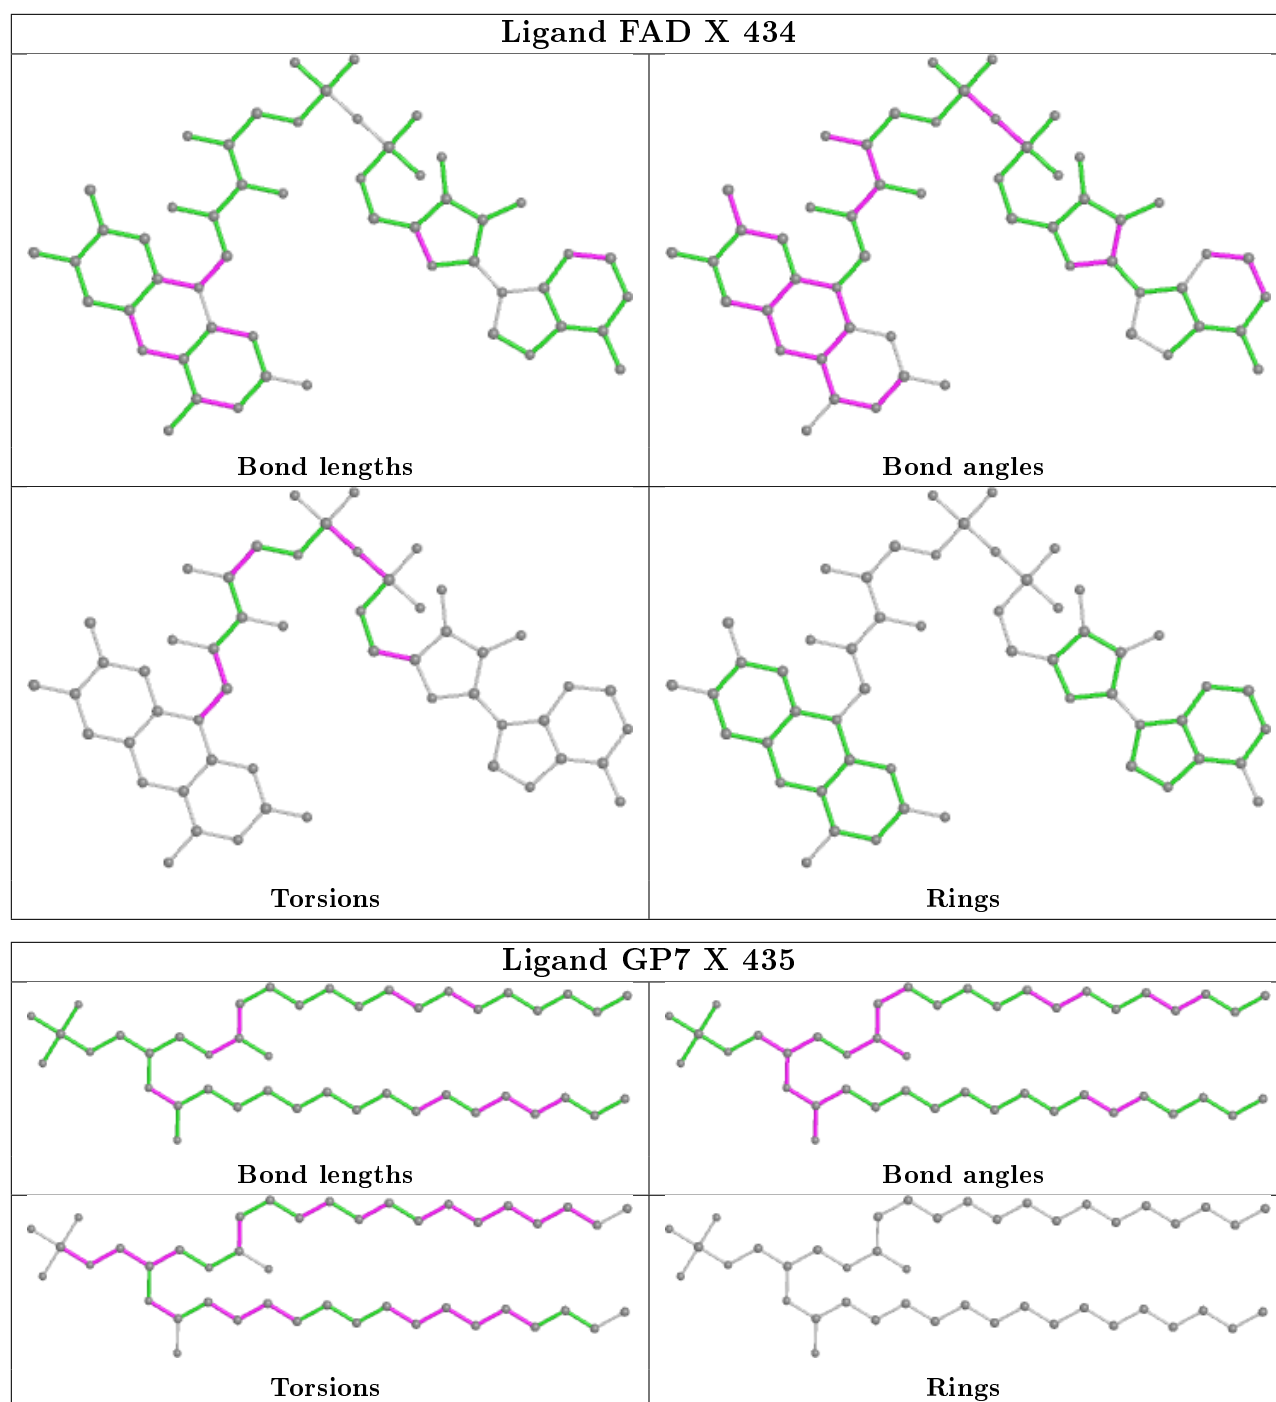 Ligand FAD X 434
Bond lengths
Bond angles
Torsions
Rings
Ligand GP7 X 435
Bond lengths
Bond angles
Torsions
Rings